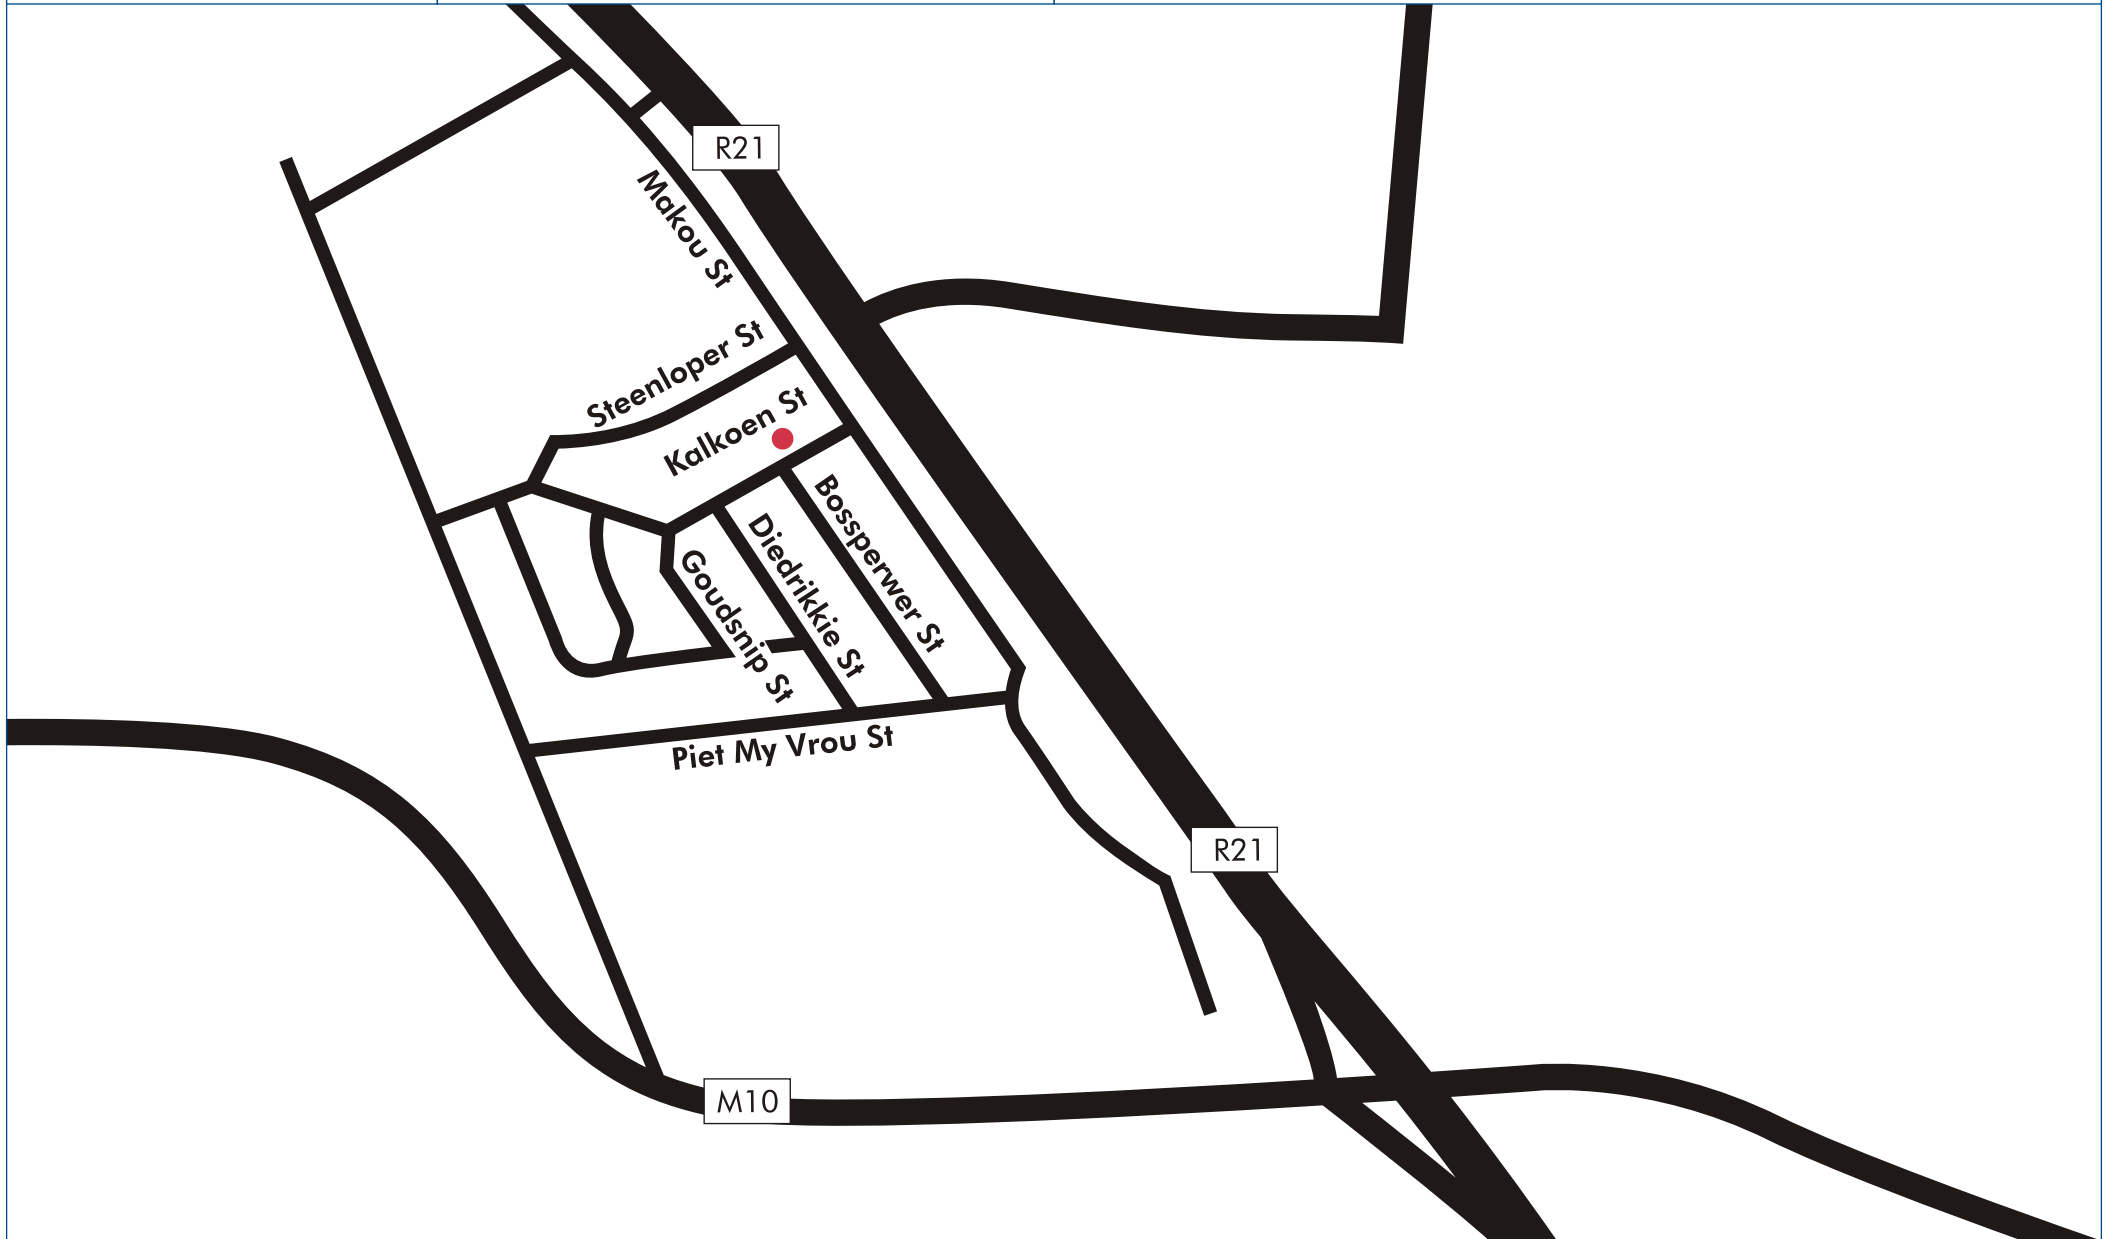 R21
Makou St
Steenloper St
Kalkoen St
Bossperwer St
Diedrikkie St
Goudsnip St
Piet My Vrou St
R21
M10